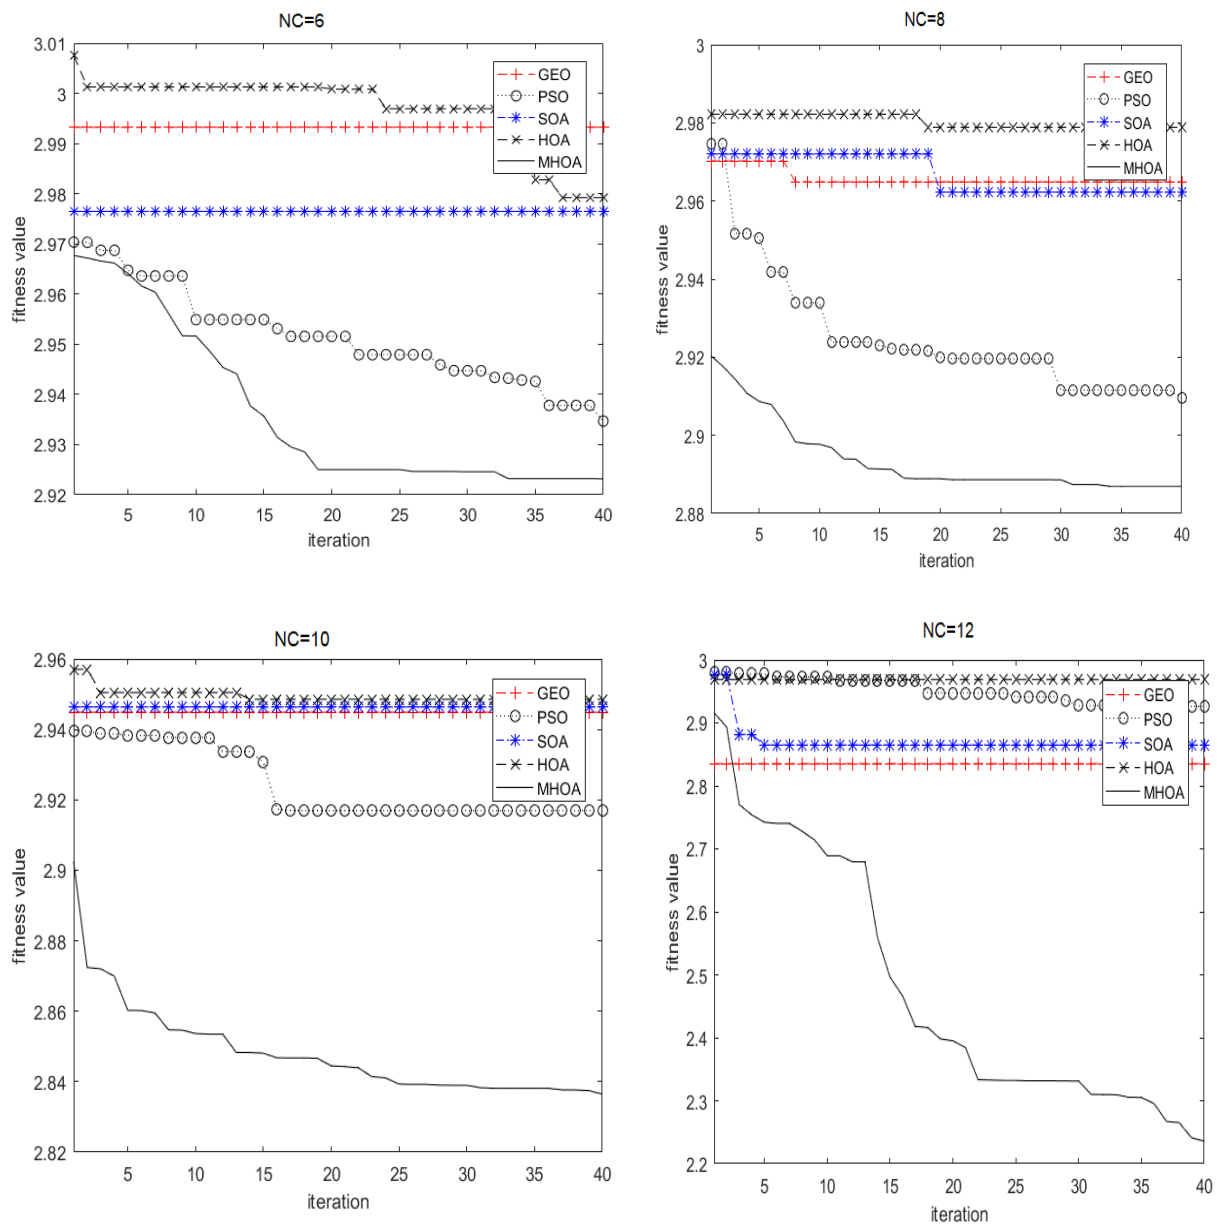 NC=6
3.01
3
2.99
2.98
2.97
2.96
2.95
2.94
2.93
2.92
fitness value
5 10 15 20 25 30 35 40
iteration
GEO
PSO
SOA
HOA
MHOA
NC=8
3
2.98
2.96
2.94
2.92
2.9
2.88
fitness value
5 10 15 20 25 30 35 40
iteration
GEO
PSO
SOA
HOA
MHOA
NC=10
2.96
2.94
2.92
2.9
2.88
2.86
2.84
2.82
fitness value
5 10 15 20 25 30 35 40
iteration
GEO
PSO
SOA
HOA
MHOA
NC=12
3
2.9
2.8
2.7
2.6
2.5
2.4
2.3
2.2
fitness value
5 10 15 20 25 30 35 40
iteration
GEO
PSO
SOA
HOA
MHOA